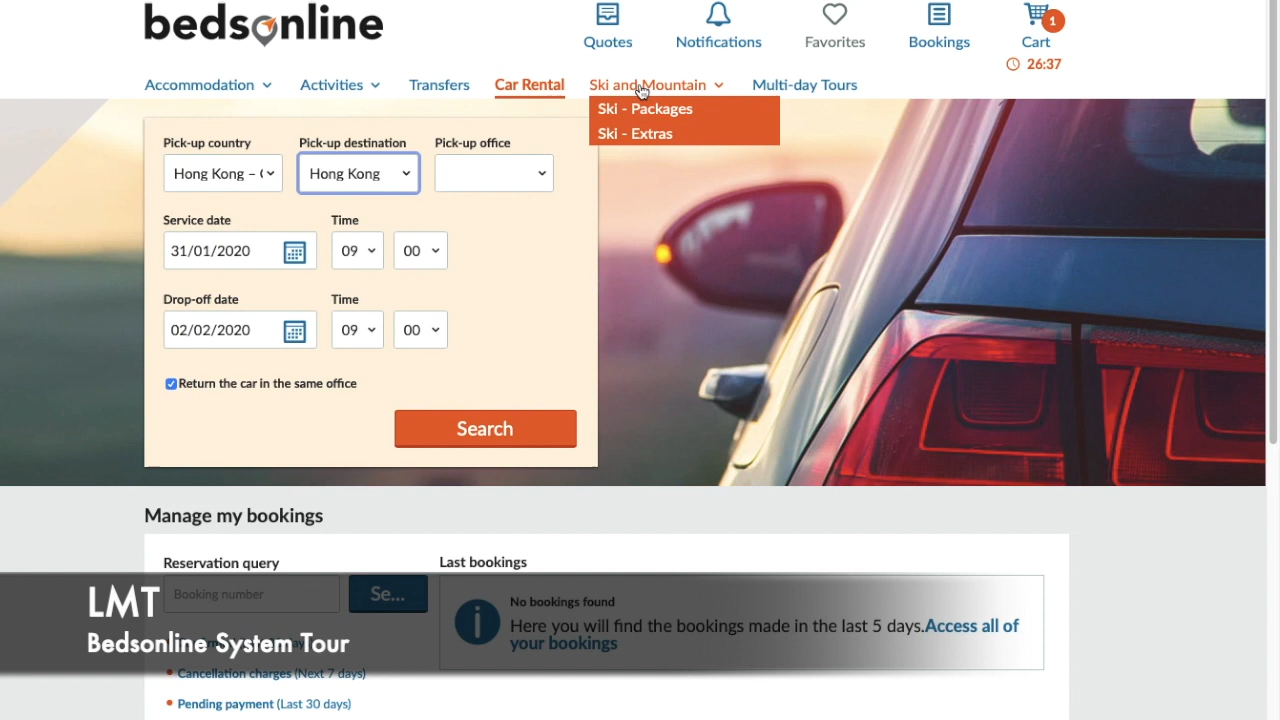 bedsonline
Quotes
Notifications
Favorites
Bookings
1
Cart
26:37
Accommodation
Activities
Transfers
Car Rental
Ski and Mountain
Multi-day Tours
Ski - Packages
Ski - Extras
Pick-up country
Pick-up destination
Pick-up office
Hong Kong – (
Hong Kong
Service date
Time
31/01/2020
09
00
Drop-off date
Time
02/02/2020
09
00
Return the car in the same office
Search
Manage my bookings
Reservation query
Last bookings
Booking number
Se...
No bookings found
Here you will find the bookings made in the last 5 days.Access all of
your bookings
LMT
Bedsonline System Tour
Cancellation charges (Next 7 days)
Pending payment (Last 30 days)